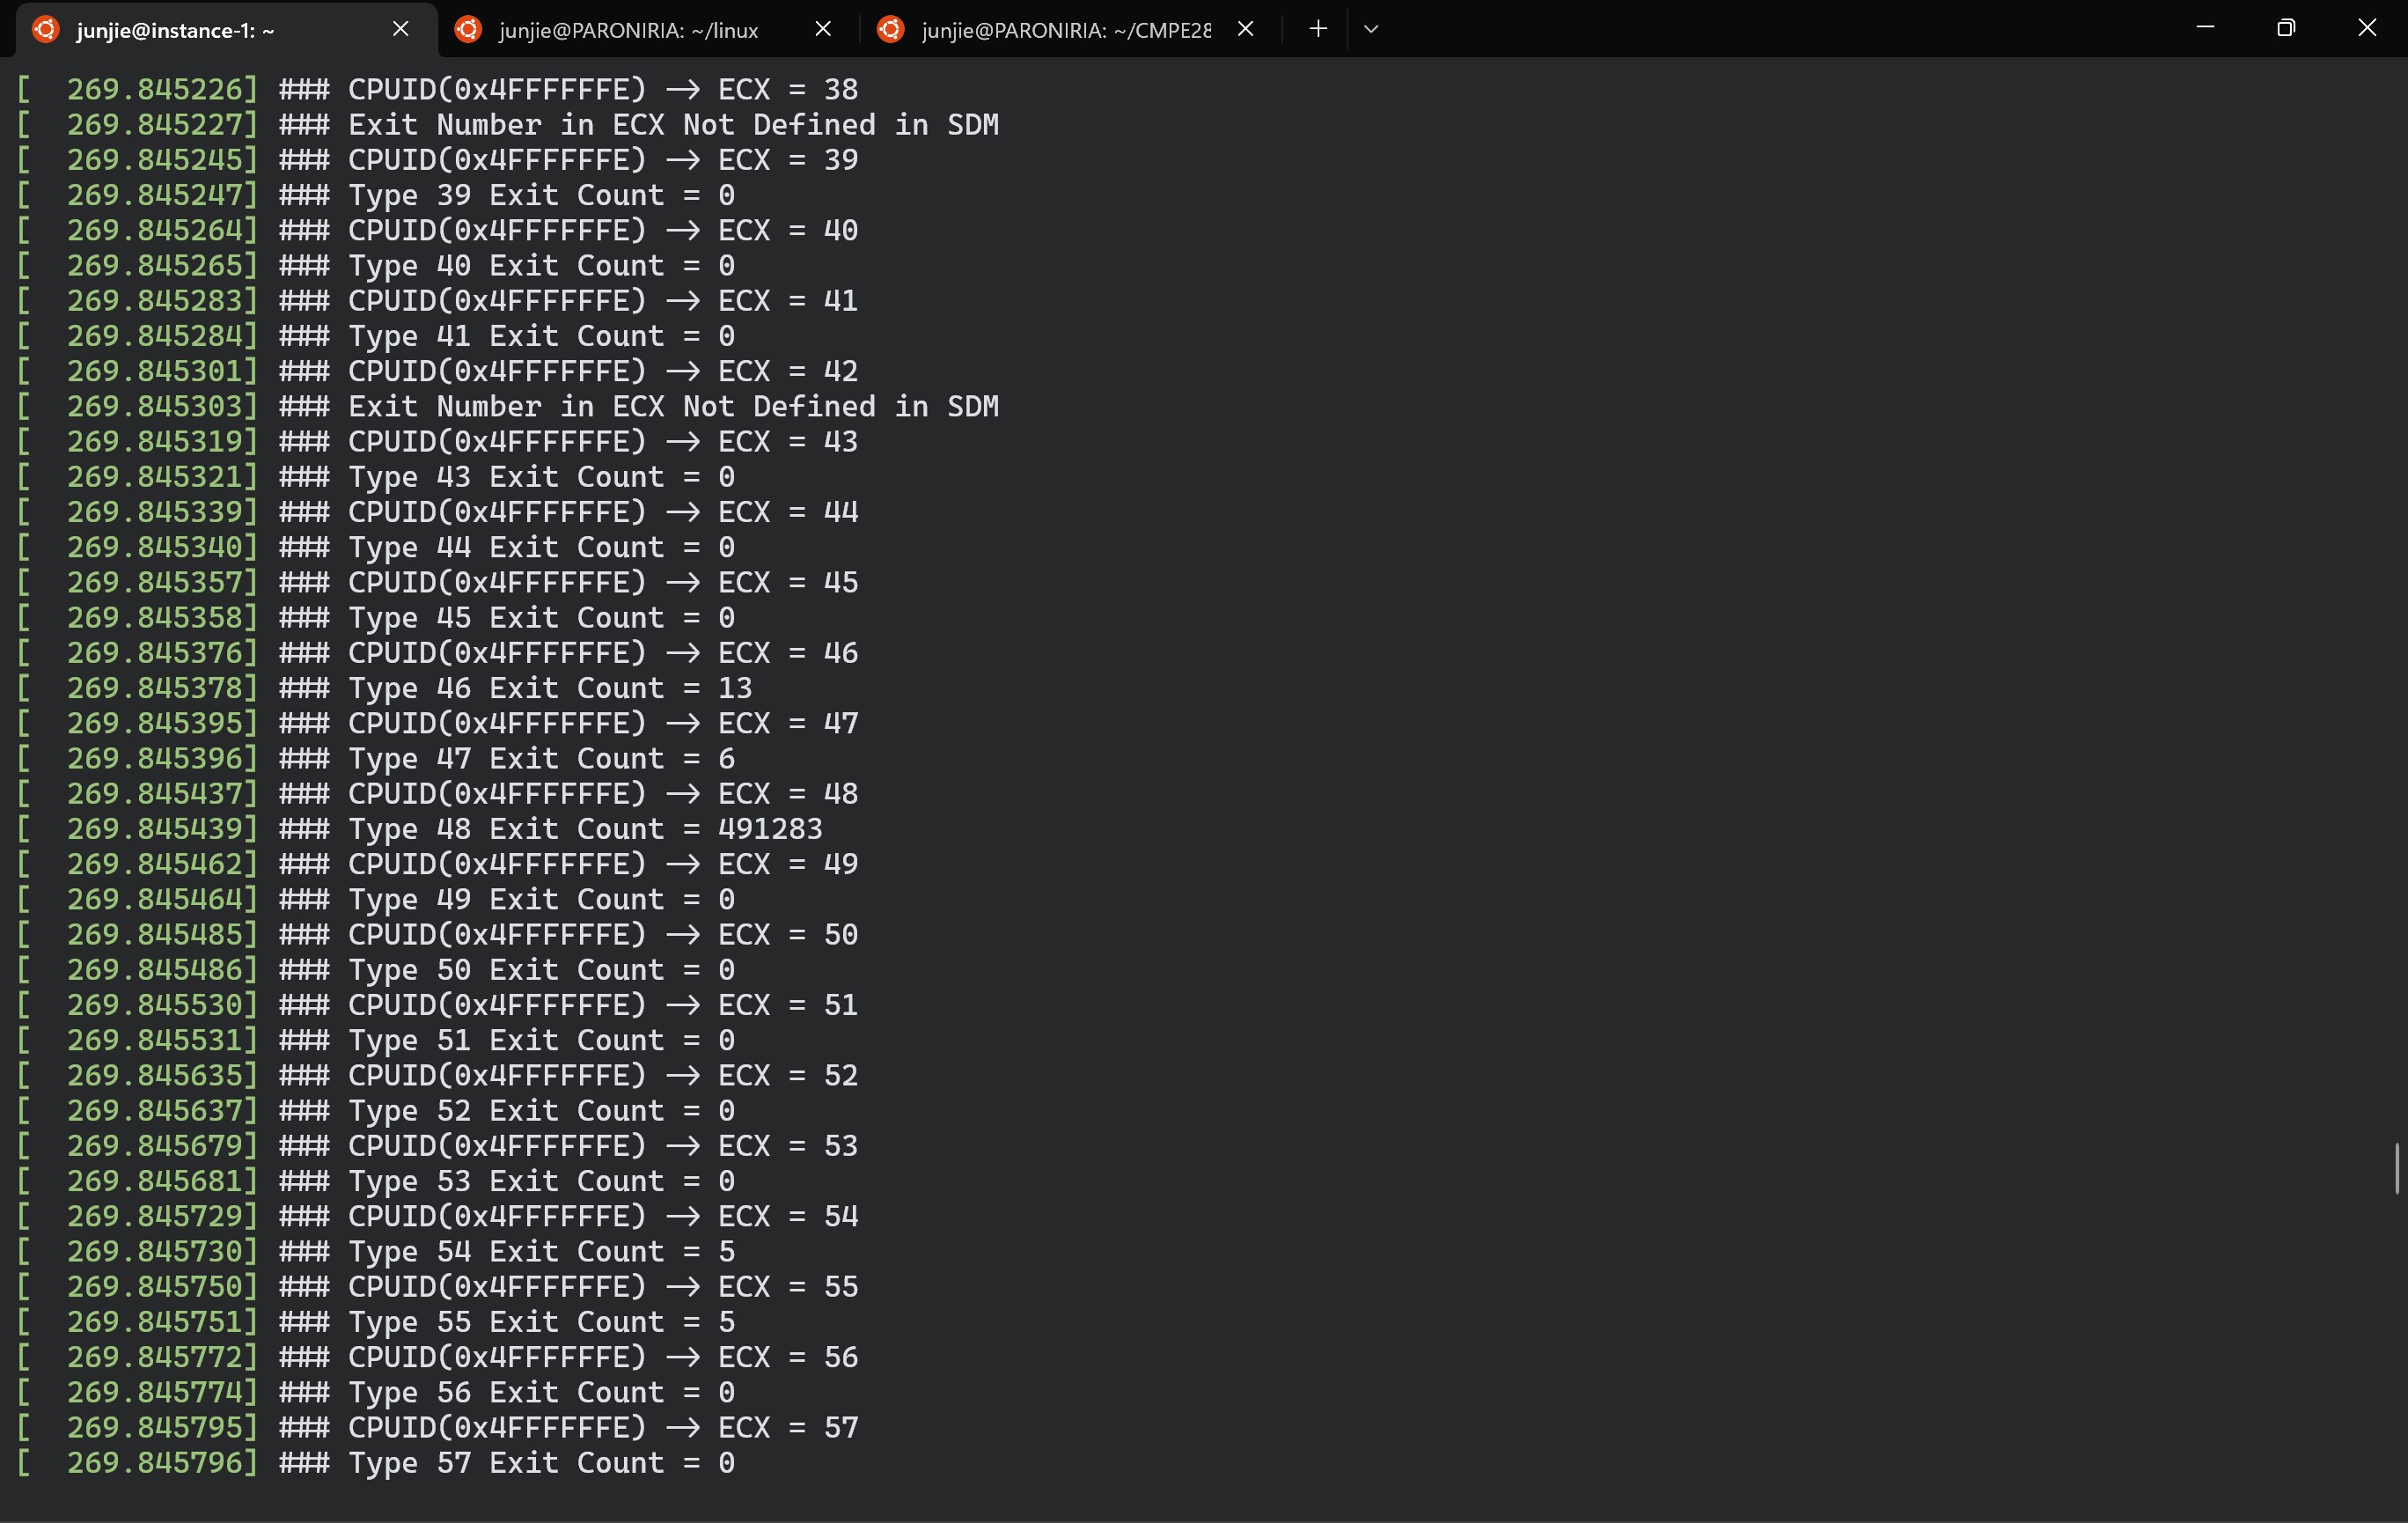 junjie@instance-1: ~
junjie@PARONIRIA: ~/linux
junjie@PARONIRIA: ~/CMPE28
[  269.845226] ### CPUID(0x4FFFFFFE) -> ECX = 38
[  269.845227] ### Exit Number in ECX Not Defined in SDM
[  269.845245] ### CPUID(0x4FFFFFFE) -> ECX = 39
[  269.845247] ### Type 39 Exit Count = 0
[  269.845264] ### CPUID(0x4FFFFFFE) -> ECX = 40
[  269.845265] ### Type 40 Exit Count = 0
[  269.845283] ### CPUID(0x4FFFFFFE) -> ECX = 41
[  269.845284] ### Type 41 Exit Count = 0
[  269.845301] ### CPUID(0x4FFFFFFE) -> ECX = 42
[  269.845303] ### Exit Number in ECX Not Defined in SDM
[  269.845319] ### CPUID(0x4FFFFFFE) -> ECX = 43
[  269.845321] ### Type 43 Exit Count = 0
[  269.845339] ### CPUID(0x4FFFFFFE) -> ECX = 44
[  269.845340] ### Type 44 Exit Count = 0
[  269.845357] ### CPUID(0x4FFFFFFE) -> ECX = 45
[  269.845358] ### Type 45 Exit Count = 0
[  269.845376] ### CPUID(0x4FFFFFFE) -> ECX = 46
[  269.845378] ### Type 46 Exit Count = 13
[  269.845395] ### CPUID(0x4FFFFFFE) -> ECX = 47
[  269.845396] ### Type 47 Exit Count = 6
[  269.845437] ### CPUID(0x4FFFFFFE) -> ECX = 48
[  269.845439] ### Type 48 Exit Count = 491283
[  269.845462] ### CPUID(0x4FFFFFFE) -> ECX = 49
[  269.845464] ### Type 49 Exit Count = 0
[  269.845485] ### CPUID(0x4FFFFFFE) -> ECX = 50
[  269.845486] ### Type 50 Exit Count = 0
[  269.845530] ### CPUID(0x4FFFFFFE) -> ECX = 51
[  269.845531] ### Type 51 Exit Count = 0
[  269.845635] ### CPUID(0x4FFFFFFE) -> ECX = 52
[  269.845637] ### Type 52 Exit Count = 0
[  269.845679] ### CPUID(0x4FFFFFFE) -> ECX = 53
[  269.845681] ### Type 53 Exit Count = 0
[  269.845729] ### CPUID(0x4FFFFFFE) -> ECX = 54
[  269.845730] ### Type 54 Exit Count = 5
[  269.845750] ### CPUID(0x4FFFFFFE) -> ECX = 55
[  269.845751] ### Type 55 Exit Count = 5
[  269.845772] ### CPUID(0x4FFFFFFE) -> ECX = 56
[  269.845774] ### Type 56 Exit Count = 0
[  269.845795] ### CPUID(0x4FFFFFFE) -> ECX = 57
[  269.845796] ### Type 57 Exit Count = 0